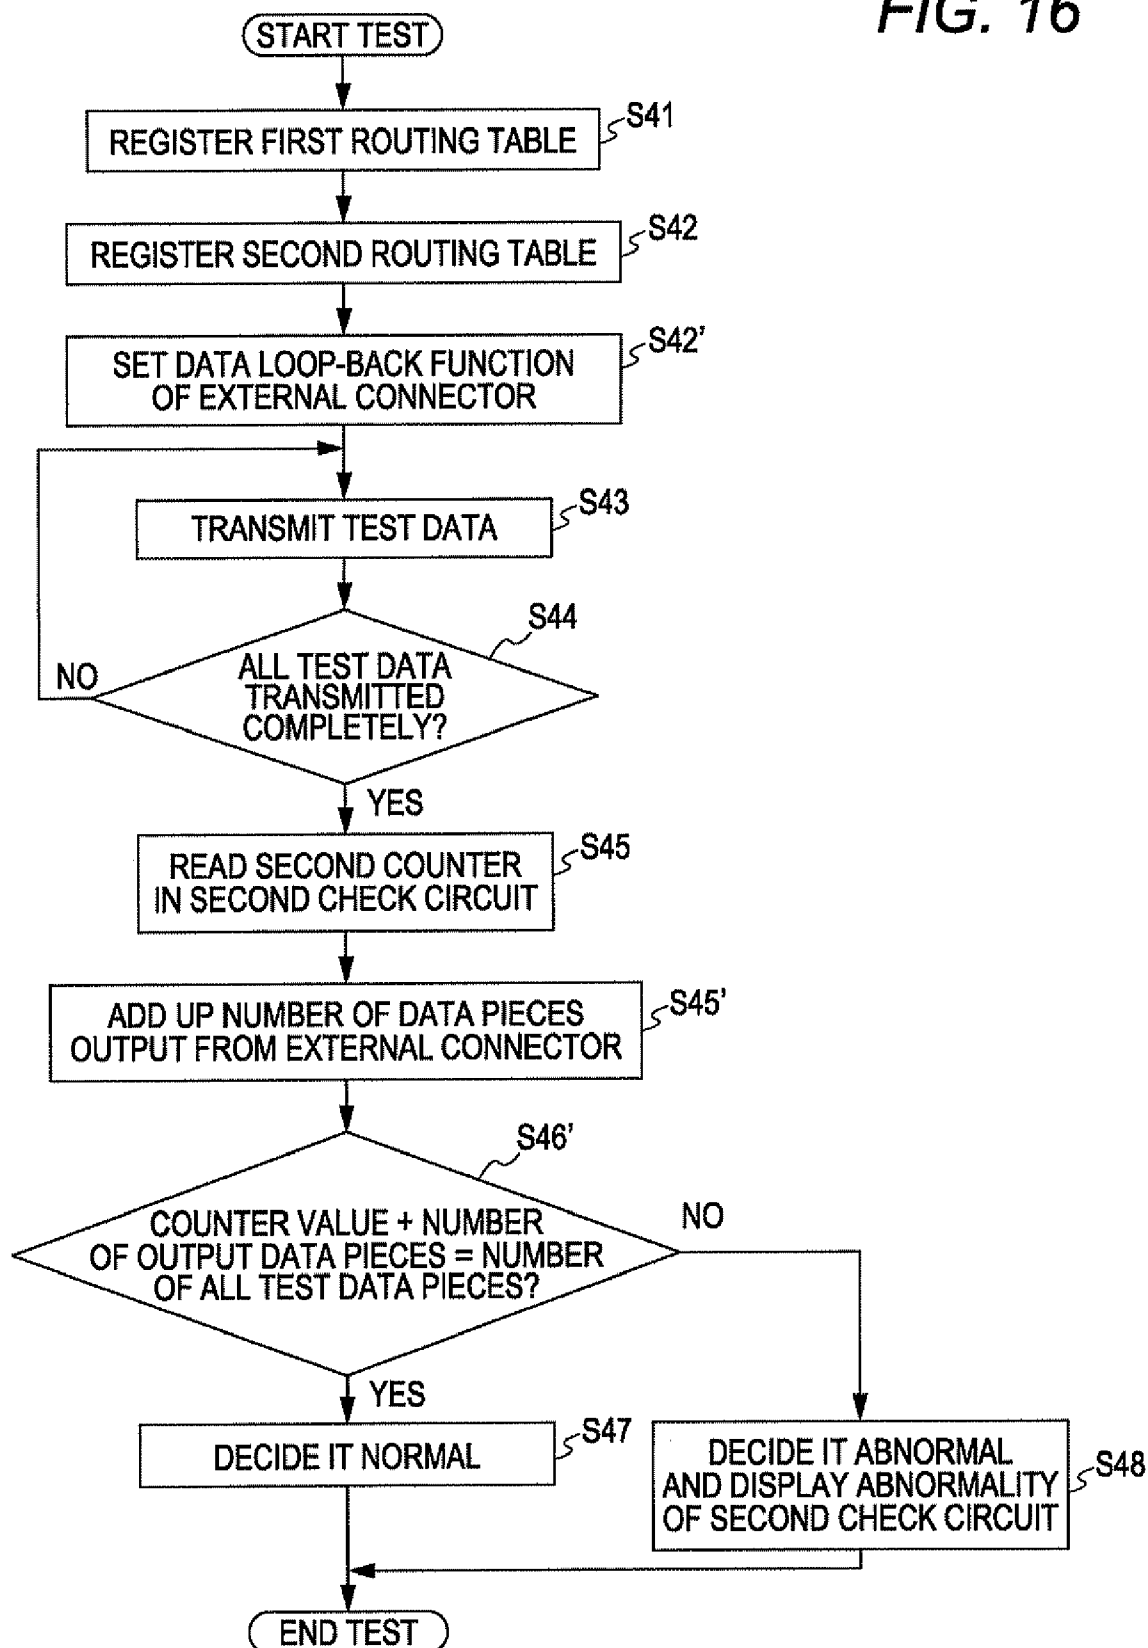 FIG. 16
START TEST
S41
REGISTER FIRST ROUTING TABLE
S42
REGISTER SECOND ROUTING TABLE
S42'
SET DATA LOOP-BACK FUNCTION
OF EXTERNAL CONNECTOR
S43
TRANSMIT TEST DATA
S44
ALL TEST DATA
TRANSMITTED
COMPLETELY?
NO
YES
S45
READ SECOND COUNTER
IN SECOND CHECK CIRCUIT
S45'
ADD UP NUMBER OF DATA PIECES
OUTPUT FROM EXTERNAL CONNECTOR
S46'
COUNTER VALUE + NUMBER
OF OUTPUT DATA PIECES = NUMBER
OF ALL TEST DATA PIECES?
NO
YES
S47
DECIDE IT NORMAL
S48
DECIDE IT ABNORMAL
AND DISPLAY ABNORMALITY
OF SECOND CHECK CIRCUIT
END TEST